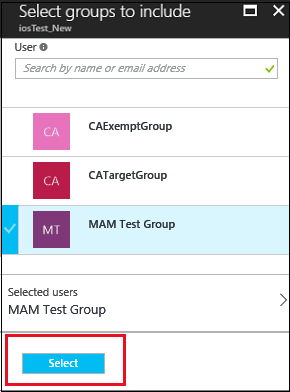 Select groups to include
iosTest_New
User
Search by name or email address
CA CAExemptGroup
CA CATargetGroup
MT MAM Test Group
Selected users
MAM Test Group
Select